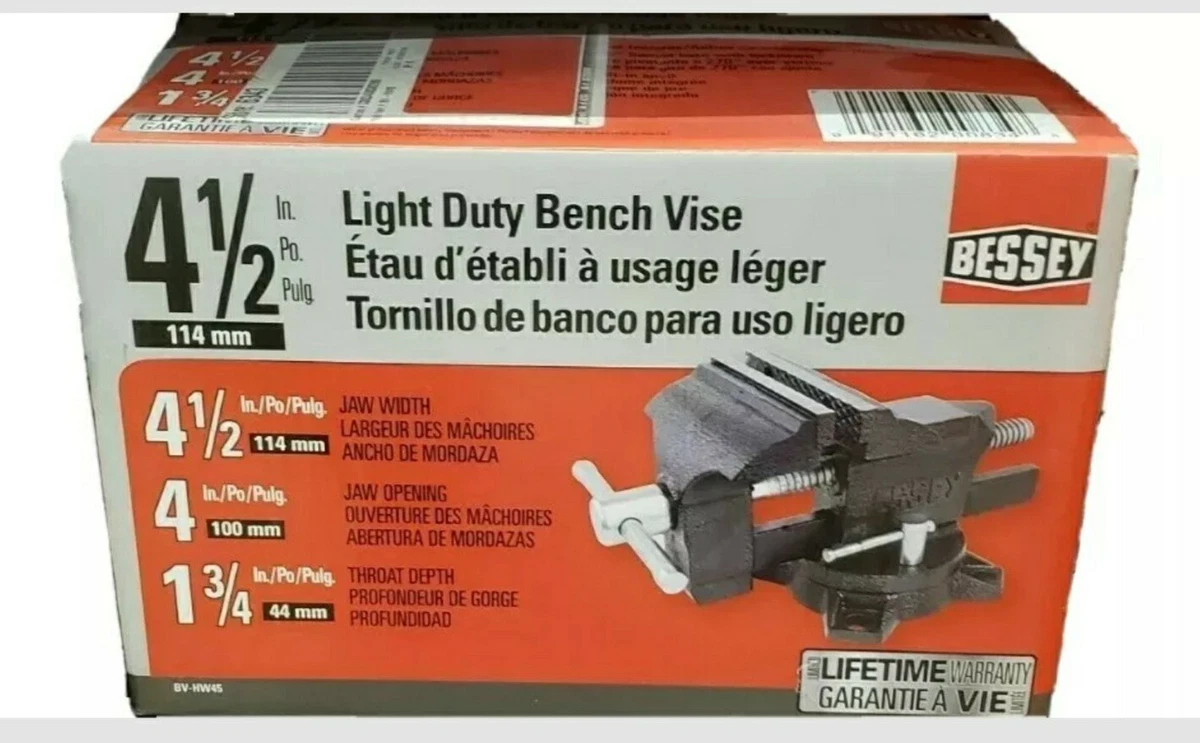 4 1/2
4
1 3/4
LIFETIME
GARANTIE À VIE
4 1/2 In. Po. Pulg
114 mm
Light Duty Bench Vise
Étau d'établi à usage léger
Tornillo de banco para uso ligero
BESSEY
4 1/2 In./Po/Pulg. 114 mm
JAW WIDTH
LARGEUR DES MÂCHOIRES
ANCHO DE MORDAZA
4 In./Po/Pulg. 100 mm
JAW OPENING
OUVERTURE DES MÂCHOIRES
ABERTURA DE MORDAZAS
1 3/4 In./Po/Pulg. 44 mm
THROAT DEPTH
PROFONDEUR DE GORGE
PROFUNDIDAD
BV-HW45
LIMITED LIFETIME WARRANTY
GARANTIE À VIE LIMITÉE